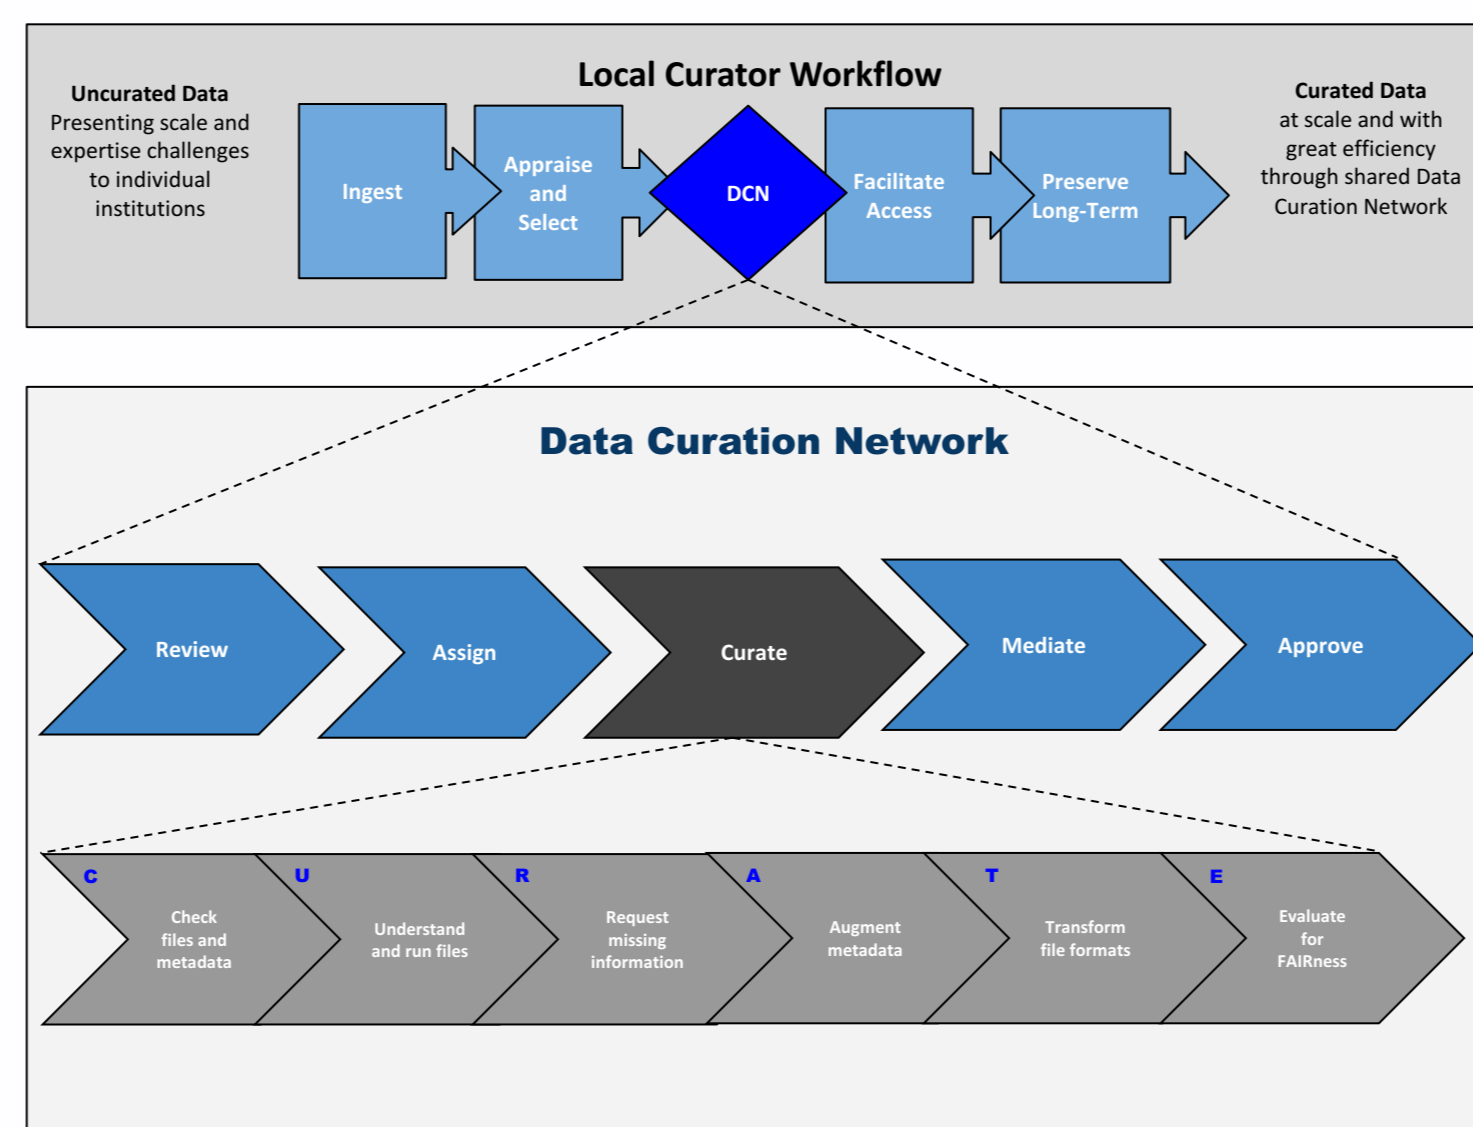 Local Curator Workflow
Uncurated Data
Presenting scale and
expertise challenges
to individual
institutions
Ingest
Appraise
and
Select
DCN
Facilitate
Access
Preserve
Long-Term
Curated Data
at scale and with
great efficiency
through shared Data
Curation Network
Data Curation Network
Review
Assign
Curate
Mediate
Approve
C
Check
files and
metadata
U
Understand
and run files
R
Request
missing
information
A
Augment
metadata
T
Transform
file formats
E
Evaluate
for
FAIRness